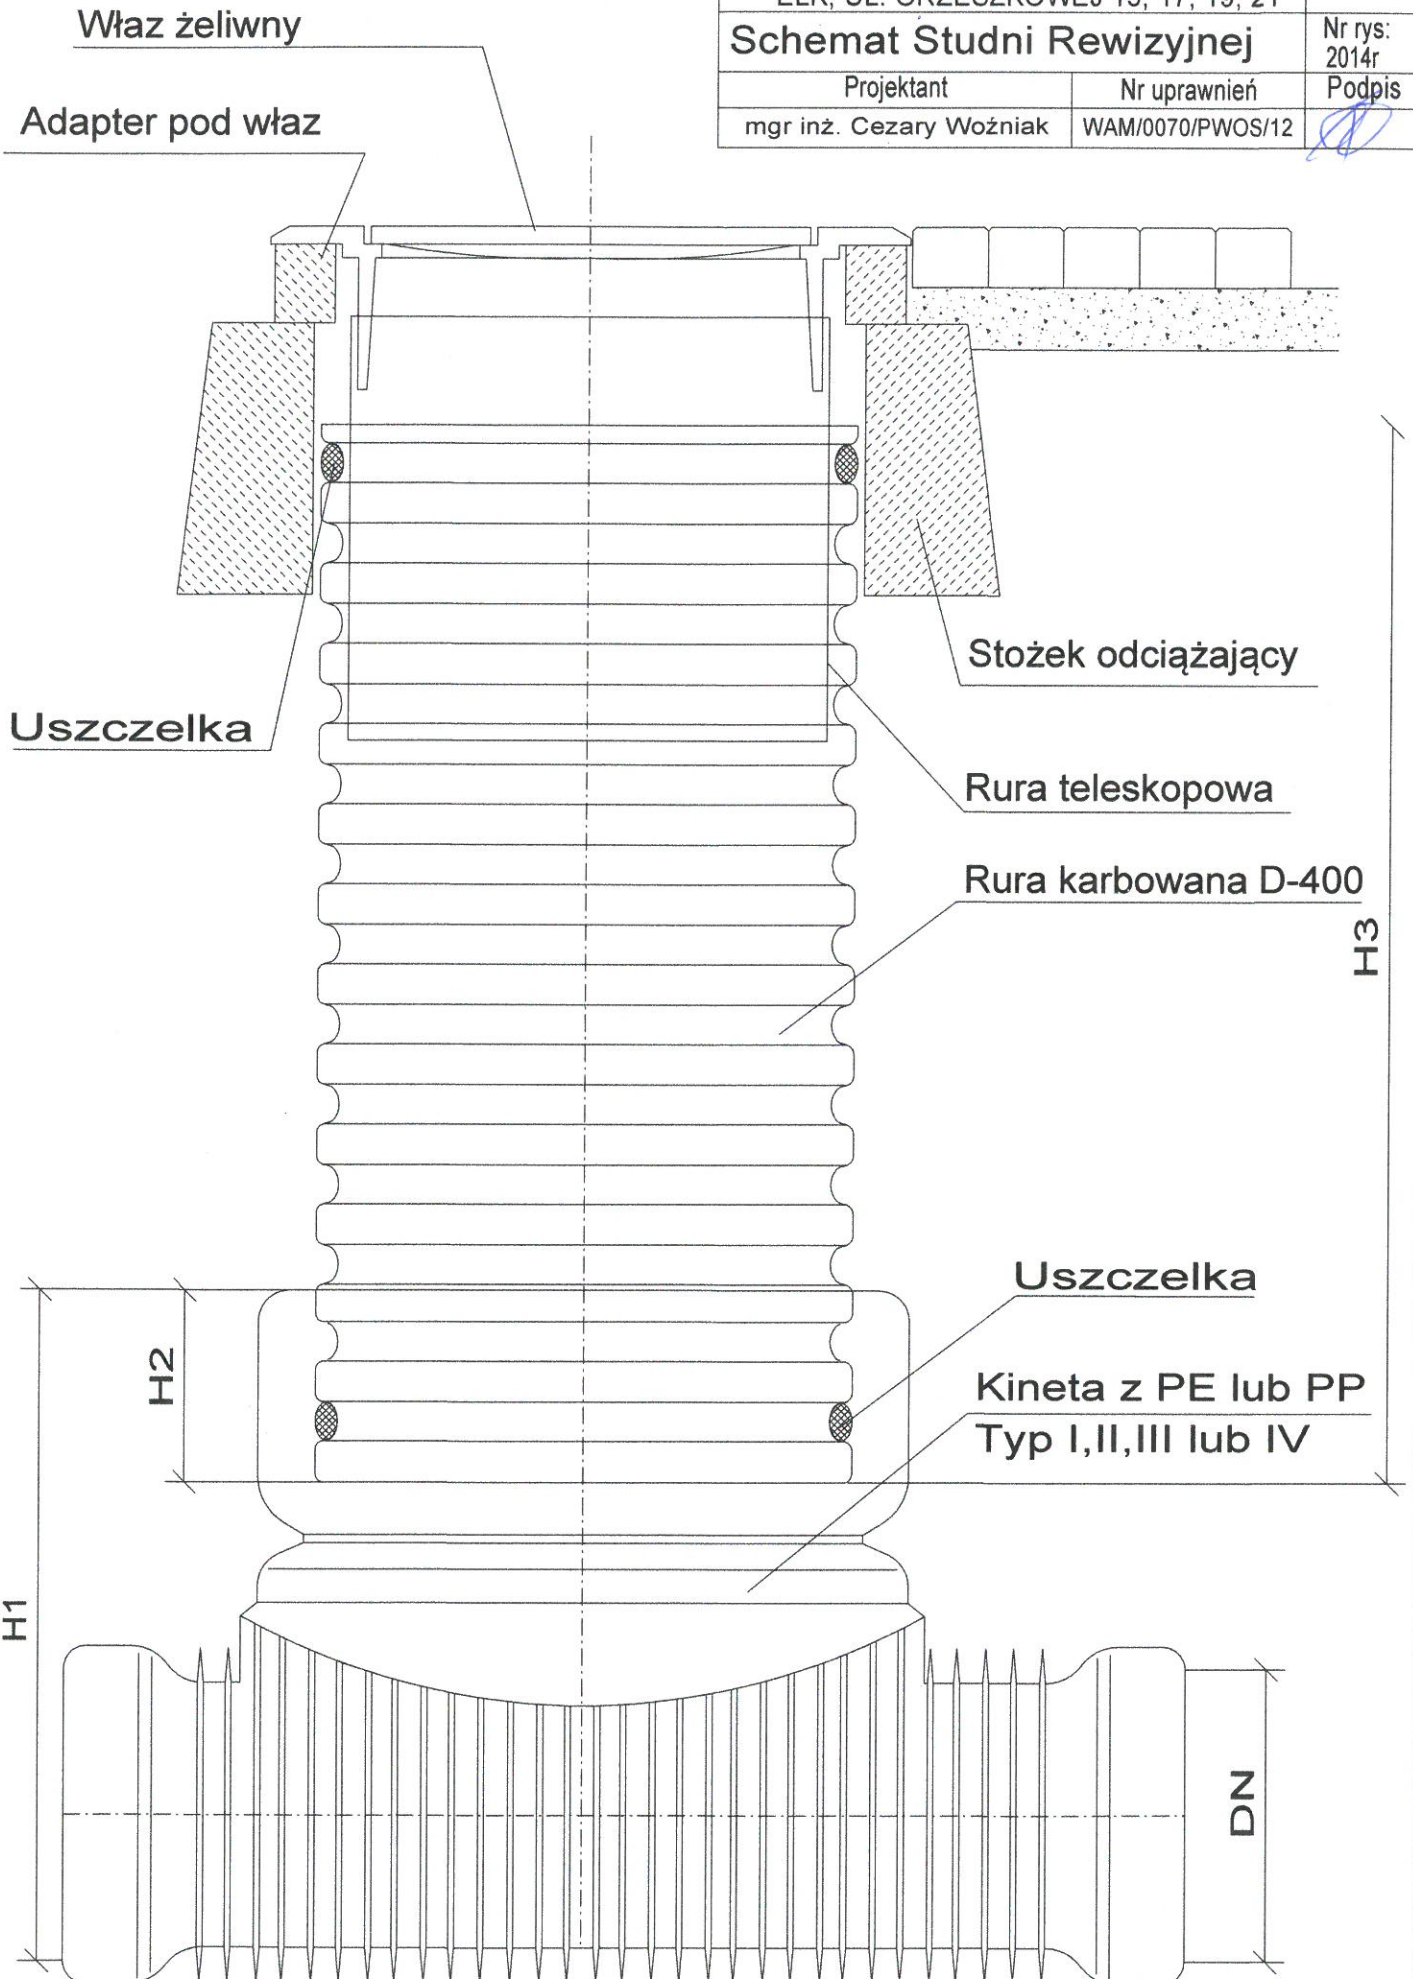 Schemat Studni Rewizyjnej
Nr rys:
2014r
Projektant
Nr uprawnień
Podpis
mgr inż. Cezary Woźniak
WAM/0070/PWOS/12
Właz żeliwny
Adapter pod właz
Stożek odciążający
Uszczelka
Rura teleskopowa
Rura karbowana D-400
H3
Uszczelka
H2
Kineta z PE lub PP
Typ I,II,III lub IV
H1
DN